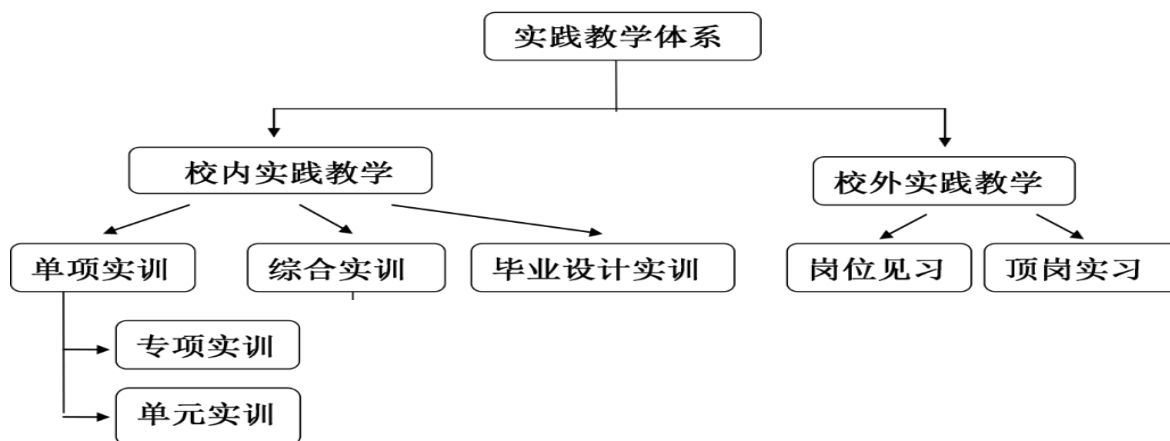 实践教学体系
校内实践教学
校外实践教学
单项实训
综合实训
毕业设计实训
岗位见习
顶岗实习
专项实训
单元实训